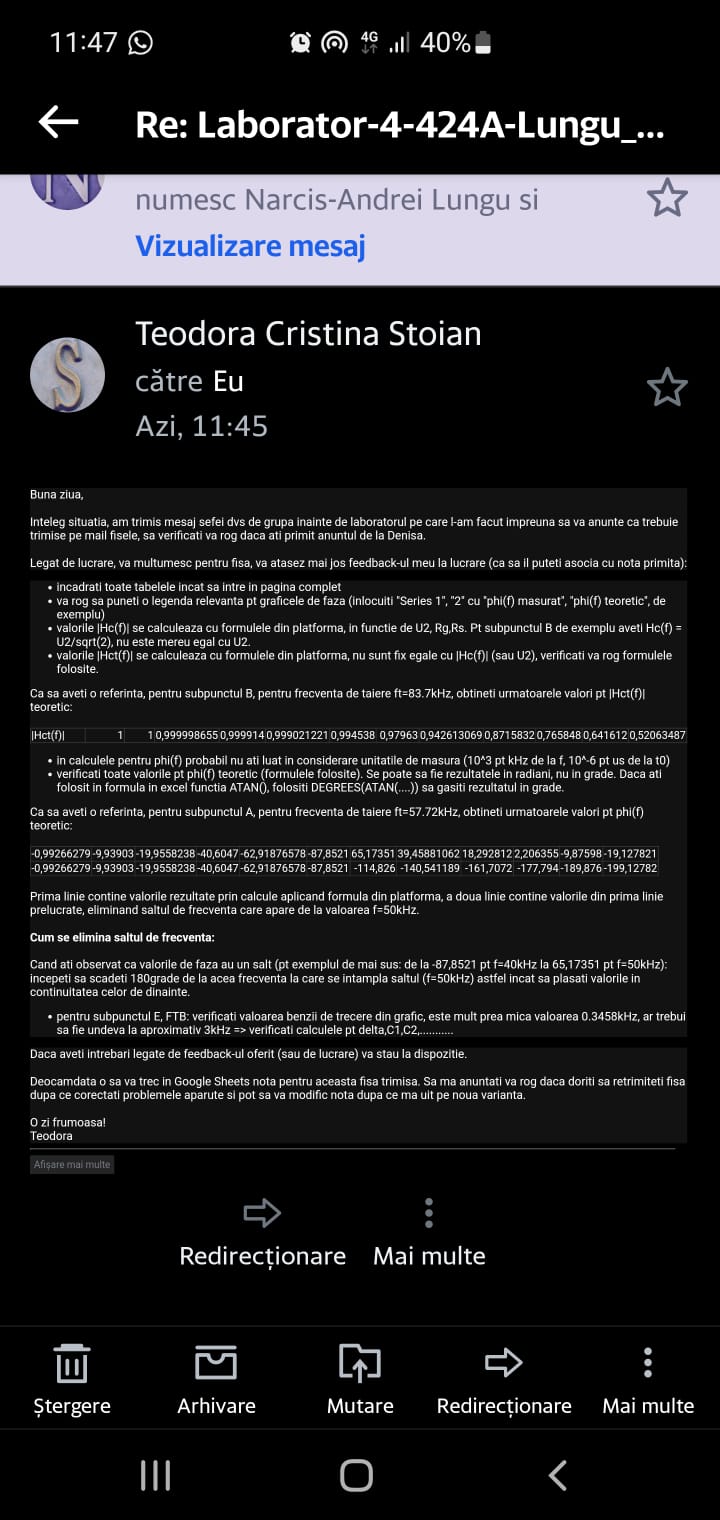 11:47 4G 40%
Re: Laborator-4-424A-Lungu_...
N numesc Narcis-Andrei Lungu si
Vizualizare mesaj
Teodora Cristina Stoian
S către Eu
Azi, 11:45
Buna ziua,
Inteleg situatia, am trimis mesaj sefei dvs de grupa inainte de laboratorul pe care l-am facut impreuna sa va anunte ca trebuie
trimise pe mail fisele, sa verificati va rog daca ati primit anuntul de la Denisa.
Legat de lucrare, va multumesc pentru fisa, va atasez mai jos feedback-ul meu la lucrare (ca sa il puteti asocia cu nota primita):
• incadrati toate tabelele incat sa intre in pagina complet
• va rog sa puneti o legenda relevanta pt graficele de faza (inlocuiti "Series 1", "2" cu "phi(f) masurat", "phi(f) teoretic", de
exemplu)
• valorile |Hc(f)| se calculeaza cu formulele din platforma, in functie de U2, Rg,Rs. Pt subpunctul B de exemplu aveti Hc(f) =
U2/sqrt(2), nu este mereu egal cu U2.
• valorile |Hct(f)| se calculeaza cu formulele din platforma, nu sunt fix egale cu |Hc(f)| (sau U2), verificati va rog formulele
folosite.
Ca sa aveti o referinta, pentru subpunctul B, pentru frecventa de taiere ft=83.7kHz, obtineti urmatoarele valori pt |Hct(f)|
teoretic:
|Hct(f)| 1 1 0,999998655 0,999914 0,999021221 0,994538 0,97963 0,942613069 0,8715832 0,765848 0,641612 0,52063487
• in calculele pentru phi(f) probabil nu ati luat in considerare unitatile de masura (10^3 pt kHz de la f, 10^-6 pt us de la t0)
• verificati toate valorile pt phi(f) teoretic (formulele folosite). Se poate sa fie rezultatele in radiani, nu in grade. Daca ati
folosit in formula in excel functia ATAN(), folositi DEGREES(ATAN(....)) sa gasiti rezultatul in grade.
Ca sa aveti o referinta, pentru subpunctul A, pentru frecventa de taiere ft=57.72kHz, obtineti urmatoarele valori pt phi(f)
teoretic:
-0,99266279 -9,93903 -19,9558238 -40,6047 -62,91876578 -87,8521 65,17351 39,45881062 18,292812 2,206355 -9,87598 -19,127821
-0,99266279 -9,93903 -19,9558238 -40,6047 -62,91876578 -87,8521 -114,826 -140,541189 -161,7072 -177,794 -189,876 -199,12782
Prima linie contine valorile rezultate prin calcule aplicand formula din platforma, a doua linie contine valorile din prima linie
prelucrate, eliminand saltul de frecventa care apare de la valoarea f=50kHz.
Cum se elimina saltul de frecventa:
Cand ati observat ca valorile de faza au un salt (pt exemplul de mai sus: de la -87,8521 pt f=40kHz la 65,17351 pt f=50kHz):
incepeti sa scadeti 180grade de la acea frecventa la care se intampla saltul (f=50kHz) astfel incat sa plasati valorile in
continuitatea celor de dinainte.
• pentru subpunctul E, FTB: verificati valoarea benzii de trecere din grafic, este mult prea mica valoarea 0.3458kHz, ar trebui
sa fie undeva la aproximativ 3kHz => verificati calculele pt delta,C1,C2,...........
Daca aveti intrebari legate de feedback-ul oferit (sau de lucrare) va stau la dispozitie.
Deocamdata o sa va trec in Google Sheets nota pentru aceasta fisa trimisa. Sa ma anuntati va rog daca doriti sa retrimiteti fisa
dupa ce corectati problemele aparute si pot sa va modific nota dupa ce ma uit pe noua varianta.
O zi frumoasa!
Teodora
Afișare mai multe
Redirecționare Mai multe
Ștergere Arhivare Mutare Redirecționare Mai multe